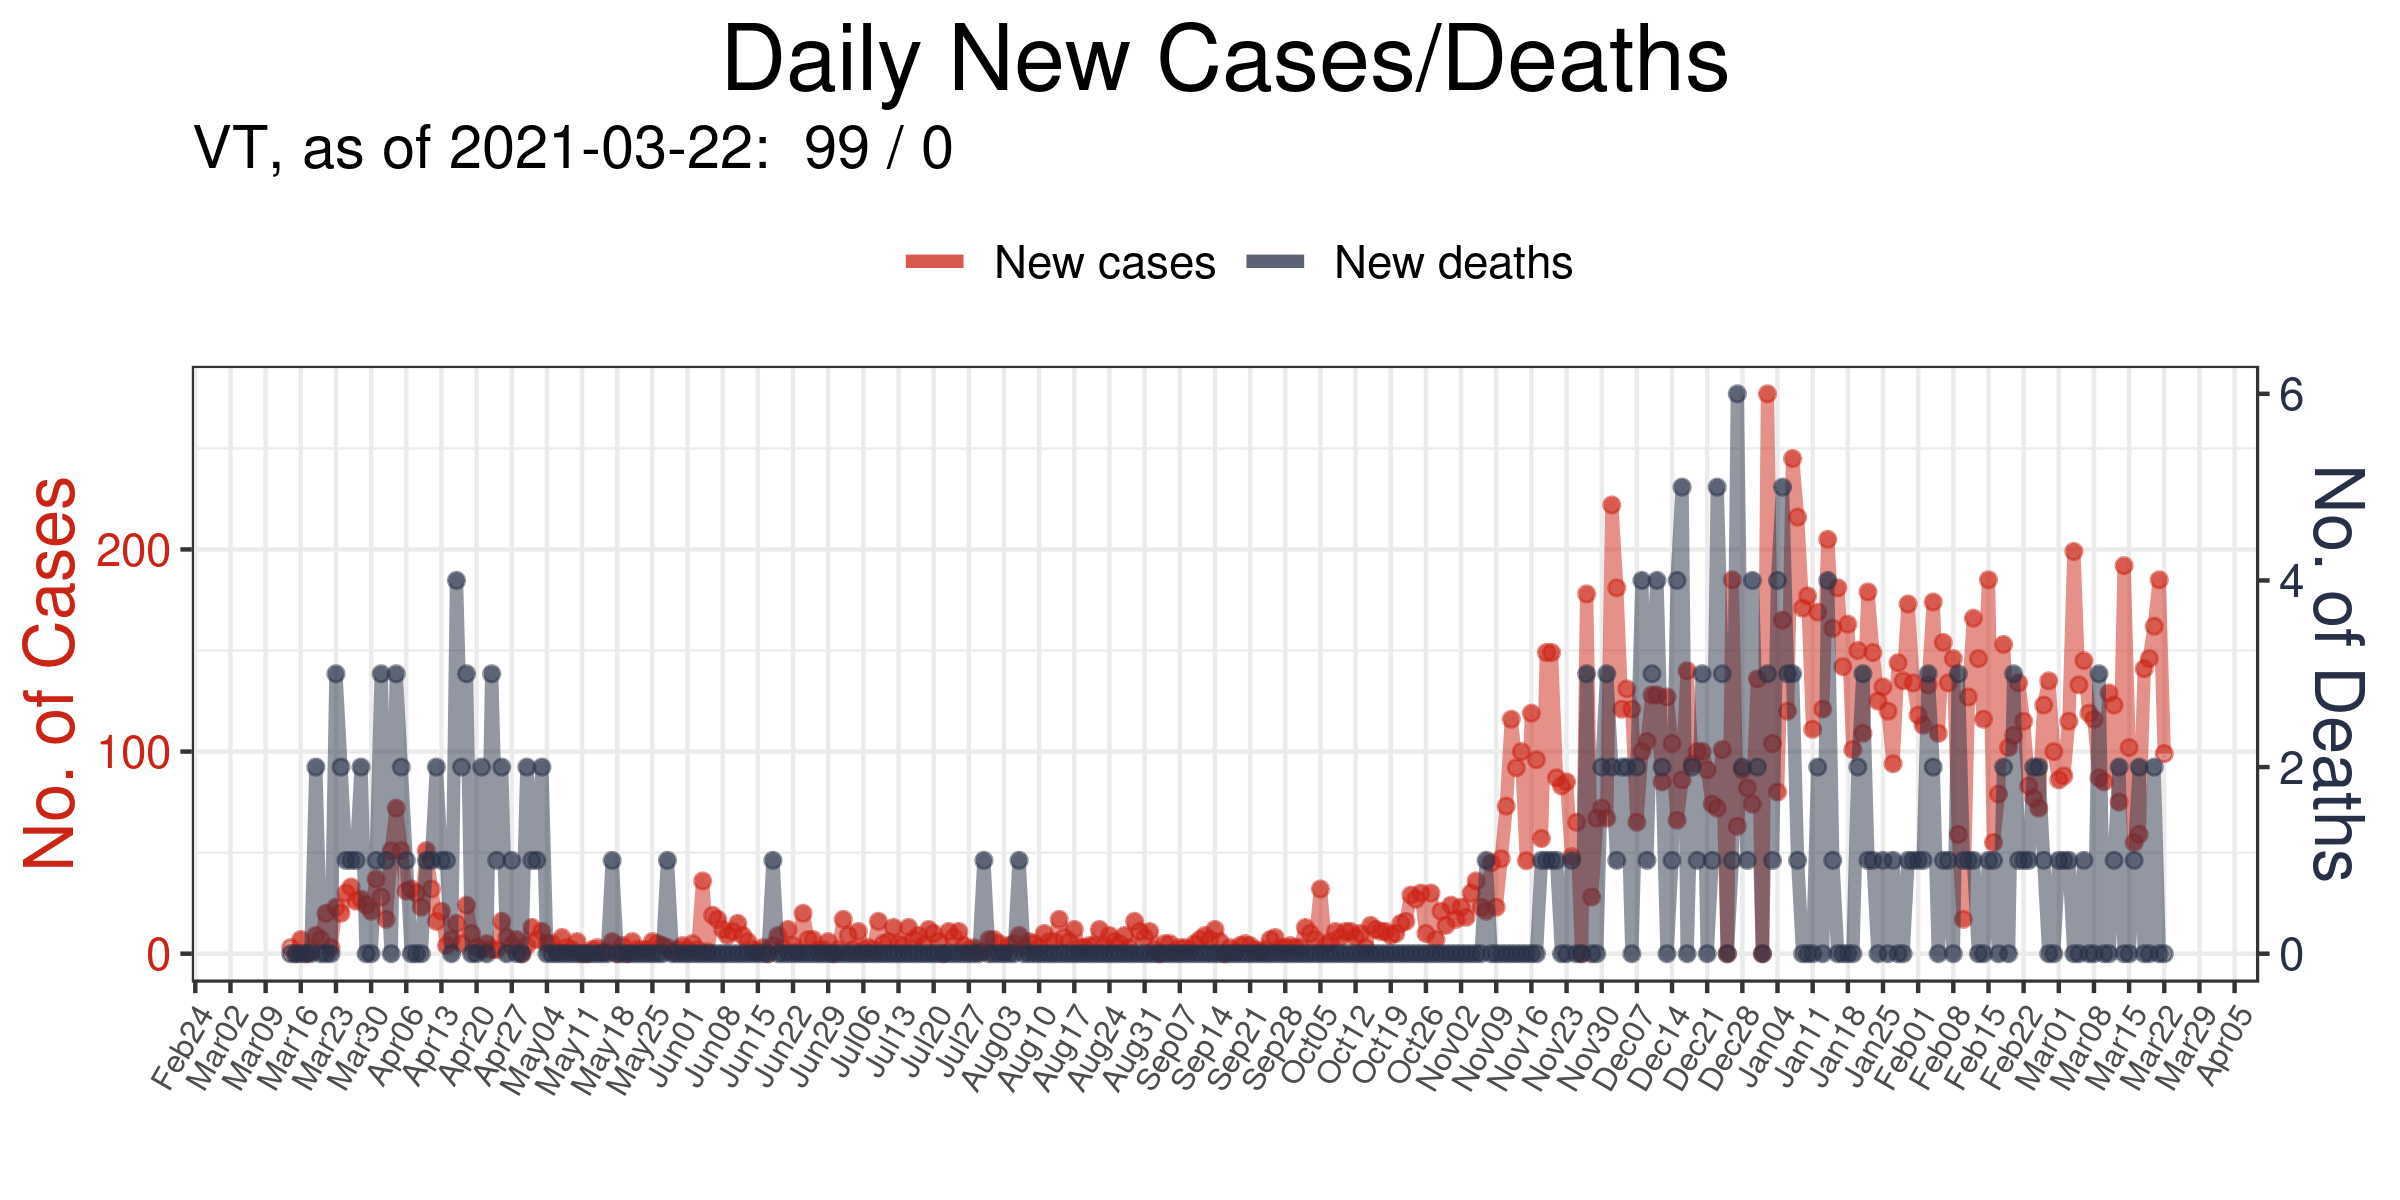 Daily New Cases/Deaths
VT, as of 2021-03-22:  99 / 0
New cases
New deaths
No. of Cases
200
100
0
6
4
2
0
No. of Deaths
Feb24
Mar02
Mar09
Mar16
Mar23
Mar30
Apr06
Apr13
Apr20
Apr27
May04
May11
May18
May25
Jun01
Jun08
Jun15
Jun22
Jun29
Jul06
Jul13
Jul20
Jul27
Aug03
Aug10
Aug17
Aug24
Aug31
Sep07
Sep14
Sep21
Sep28
Oct05
Oct12
Oct19
Oct26
Nov02
Nov09
Nov16
Nov23
Nov30
Dec07
Dec14
Dec21
Dec28
Jan04
Jan11
Jan18
Jan25
Feb01
Feb08
Feb15
Feb22
Mar01
Mar08
Mar15
Mar22
Mar29
Apr05